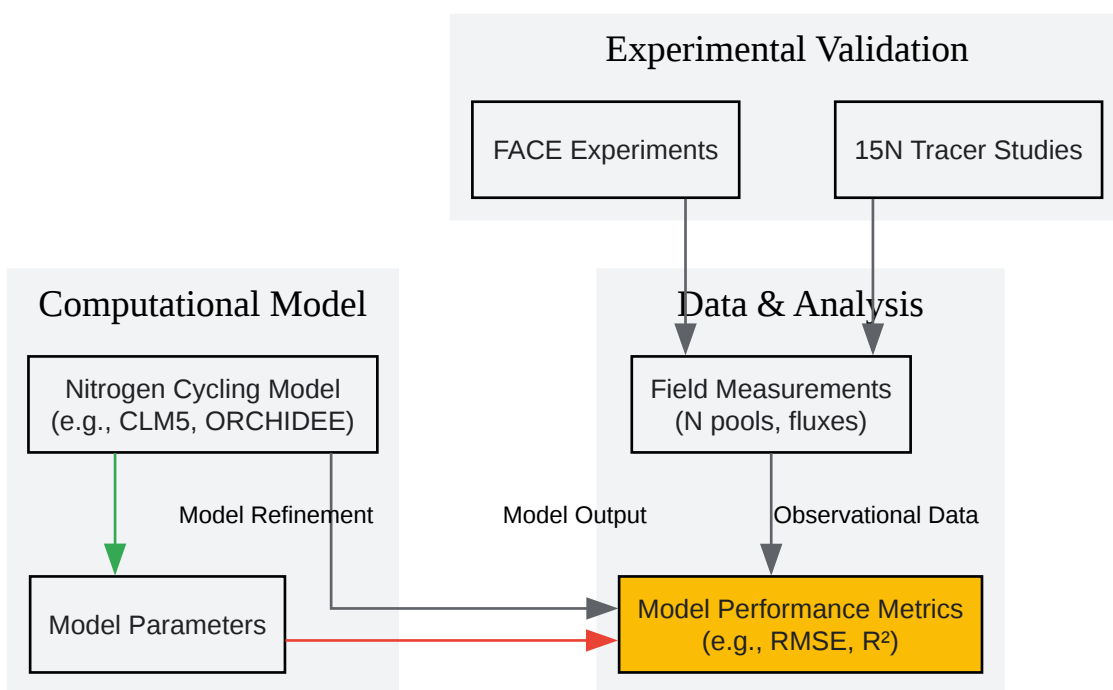 Experimental Validation
FACE Experiments
15N Tracer Studies
Computational Model
Data & Analysis
Nitrogen Cycling Model
(e.g., CLM5, ORCHIDEE)
Field Measurements
(N pools, fluxes)
Model Refinement
Model Output
Observational Data
Model Parameters
Model Performance Metrics
(e.g., RMSE, R²)